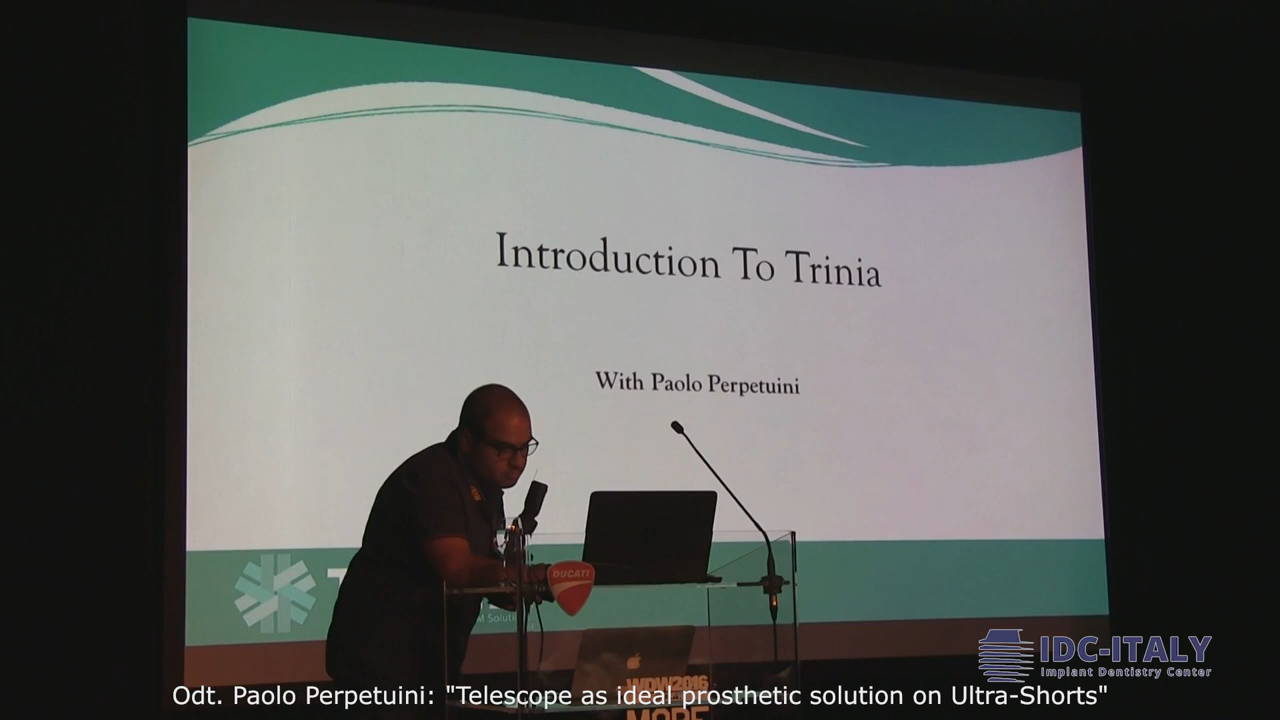 Introduction To Trinia
With Paolo Perpetuini
DUCATI
WDW2016
MORE
IDC-ITALY
Implant Dentistry Center
Odt. Paolo Perpetuini: "Telescope as ideal prosthetic solution on Ultra-Shorts"